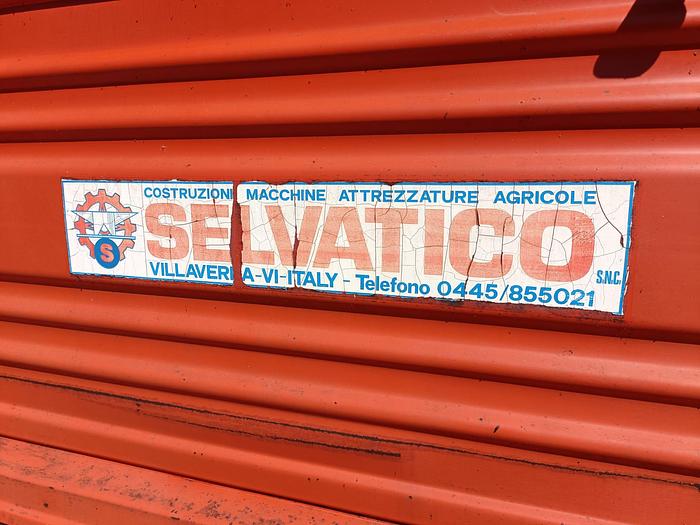 COSTRUZIONI MACCHINE ATTREZZATURE AGRICOLE
SELVATICO S.N.C.
S
VILLAVERLA-VI-ITALY - Telefono 0445/855021